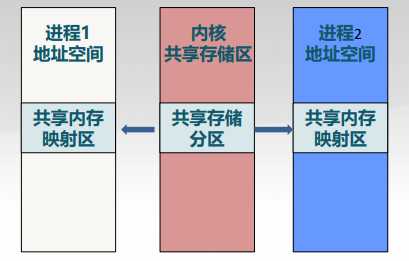 进程1
地址空间
共享内存
映射区
内核
共享存储区
共享存储
分区
进程2
地址空间
共享内存
映射区